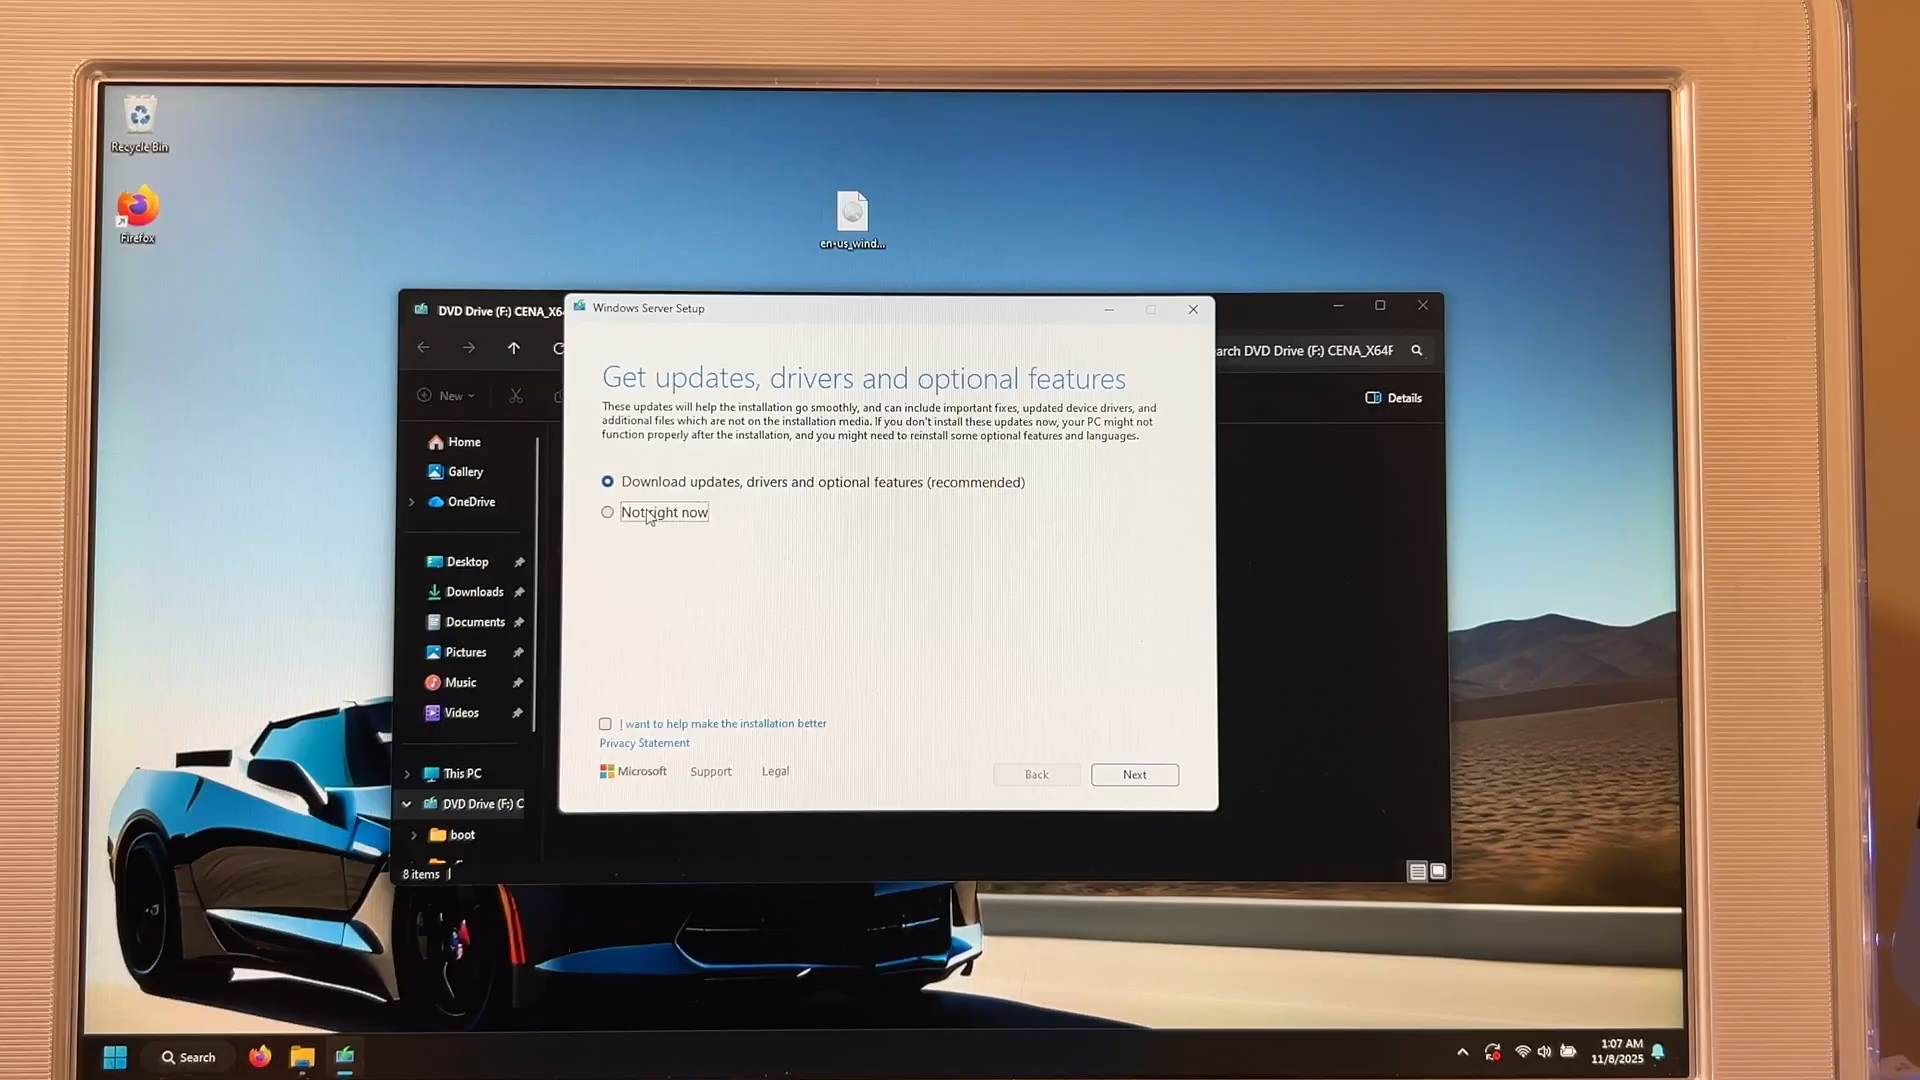 Recycle Bin
Firefox
en-us_wind...
DVD Drive (F:) CENA_X64
Windows Server Setup
arch DVD Drive (F:) CENA_X64F
New
Details
Get updates, drivers and optional features
These updates will help the installation go smoothly, and can include important fixes, updated device drivers, and
additional files which are not on the installation media. If you don't install these updates now, your PC might not
function properly after the installation, and you might need to reinstall some optional features and languages.
Download updates, drivers and optional features (recommended)
Not right now
Home
Gallery
OneDrive
Desktop
Downloads
Documents
Pictures
Music
Videos
This PC
DVD Drive (F:) C
boot
8 items
I want to help make the installation better
Privacy Statement
Microsoft
Support
Legal
Back
Next
Search
1:07 AM
11/8/2025